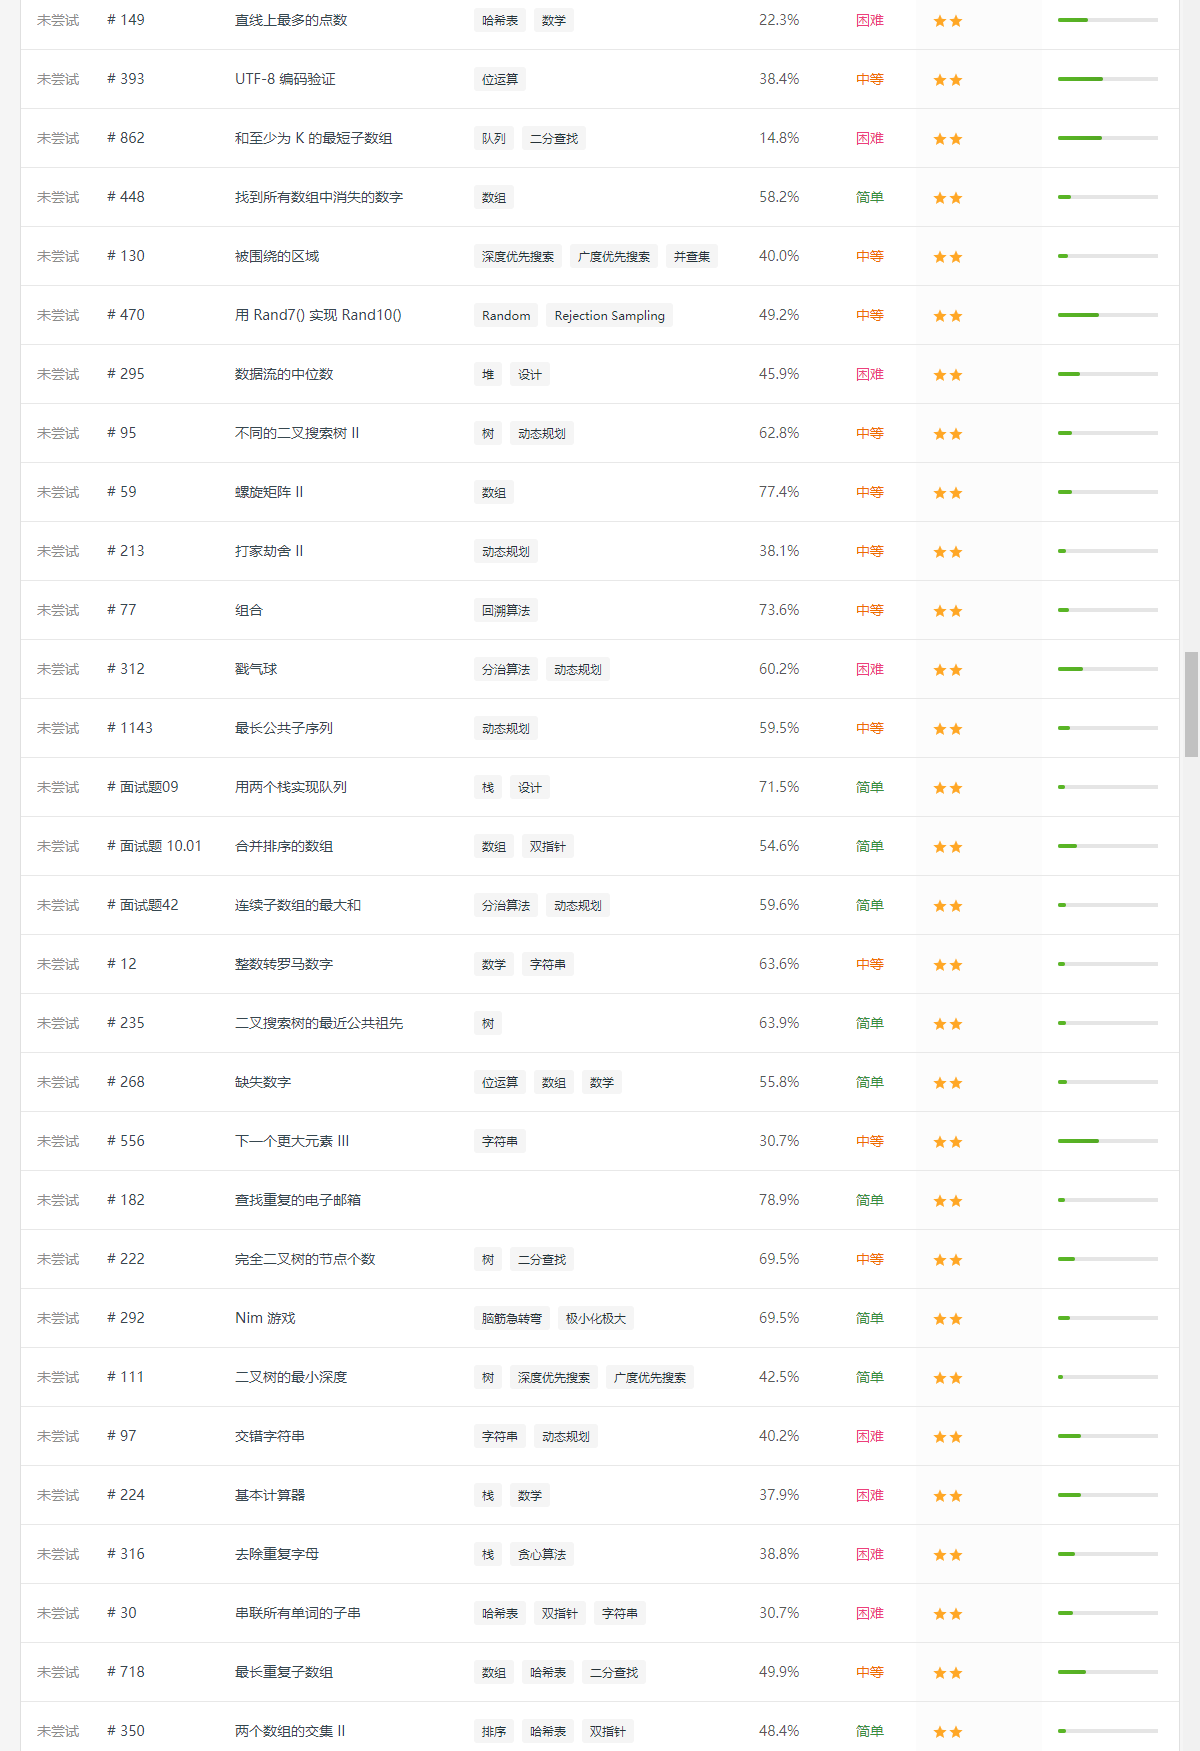 未尝试 # 149 直线上最多的点数 哈希表 数学 22.3% 困难
未尝试 # 393 UTF-8 编码验证 位运算 38.4% 中等
未尝试 # 862 和至少为 K 的最短子数组 队列 二分查找 14.8% 困难
未尝试 # 448 找到所有数组中消失的数字 数组 58.2% 简单
未尝试 # 130 被围绕的区域 深度优先搜索 广度优先搜索 并查集 40.0% 中等
未尝试 # 470 用 Rand7() 实现 Rand10() Random Rejection Sampling 49.2% 中等
未尝试 # 295 数据流的中位数 堆 设计 45.9% 困难
未尝试 # 95 不同的二叉搜索树 II 树 动态规划 62.8% 中等
未尝试 # 59 螺旋矩阵 II 数组 77.4% 中等
未尝试 # 213 打家劫舍 II 动态规划 38.1% 中等
未尝试 # 77 组合 回溯算法 73.6% 中等
未尝试 # 312 戳气球 分治算法 动态规划 60.2% 困难
未尝试 # 1143 最长公共子序列 动态规划 59.5% 中等
未尝试 # 面试题09 用两个栈实现队列 栈 设计 71.5% 简单
未尝试 # 面试题 10.01 合并排序的数组 数组 双指针 54.6% 简单
未尝试 # 面试题42 连续子数组的最大和 分治算法 动态规划 59.6% 简单
未尝试 # 12 整数转罗马数字 数学 字符串 63.6% 中等
未尝试 # 235 二叉搜索树的最近公共祖先 树 63.9% 简单
未尝试 # 268 缺失数字 位运算 数组 数学 55.8% 简单
未尝试 # 556 下一个更大元素 III 字符串 30.7% 中等
未尝试 # 182 查找重复的电子邮箱 78.9% 简单
未尝试 # 222 完全二叉树的节点个数 树 二分查找 69.5% 中等
未尝试 # 292 Nim 游戏 脑筋急转弯 极小化极大 69.5% 简单
未尝试 # 111 二叉树的最小深度 树 深度优先搜索 广度优先搜索 42.5% 简单
未尝试 # 97 交错字符串 字符串 动态规划 40.2% 困难
未尝试 # 224 基本计算器 栈 数学 37.9% 困难
未尝试 # 316 去除重复字母 栈 贪心算法 38.8% 困难
未尝试 # 30 串联所有单词的子串 哈希表 双指针 字符串 30.7% 困难
未尝试 # 718 最长重复子数组 数组 哈希表 二分查找 49.9% 中等
未尝试 # 350 两个数组的交集 II 排序 哈希表 双指针 48.4% 简单